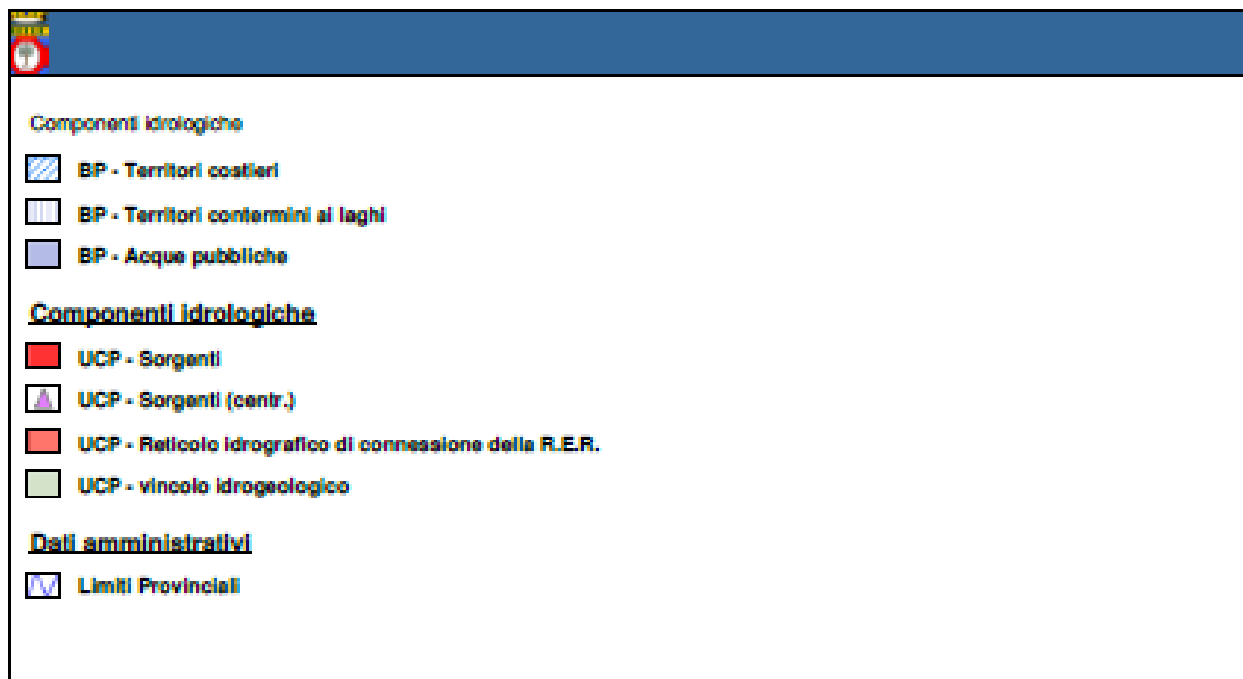 Componenti idrologiche
BP - Territori costieri
BP - Territori contermini ai laghi
BP - Acque pubbliche
Componenti idrologiche
UCP - Sorgenti
UCP - Sorgenti (centr.)
UCP - Reticolo idrografico di connessione della R.E.R.
UCP - vincolo idrogeologico
Dati amministrativi
Limiti Provinciali